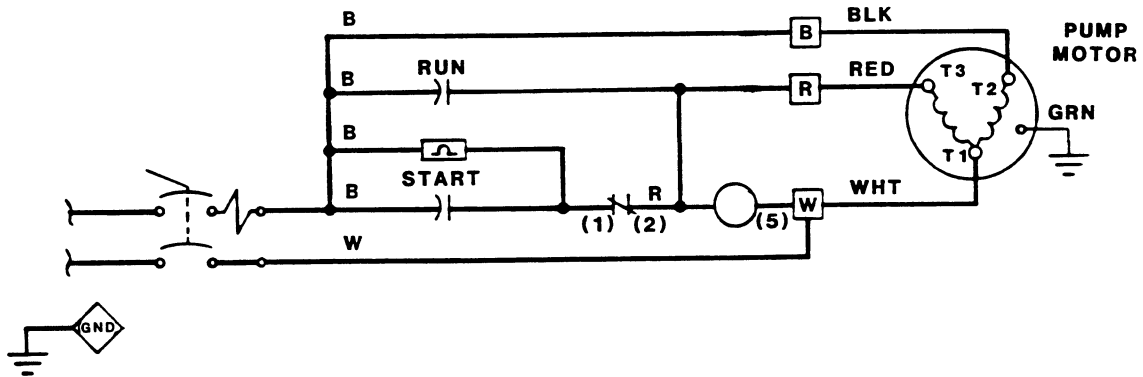 B
B
BLK
PUMP
MOTOR
B
RUN
R
RED
T3
T2
GRN
B
START
T1
B
(1)
R
(2)
(5)
W
WHT
W
GND